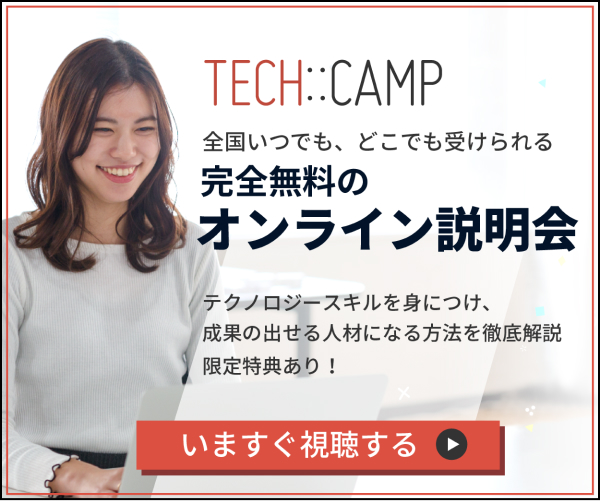 TECH::CAMP
全国いつでも、どこでも受けられる
完全無料の
オンライン説明会
テクノロジースキルを身につけ、
成果の出せる人材になる方法を徹底解説
限定特典あり！
いますぐ視聴する